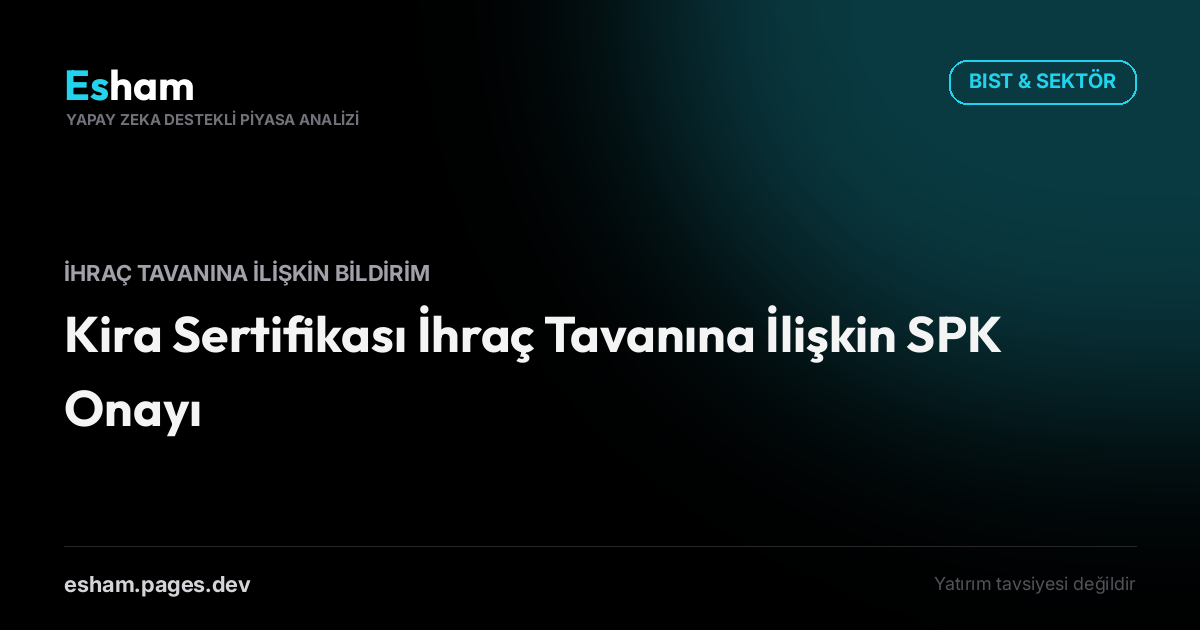 Esham
BIST & SEKTÖR
YAPAY ZEKA DESTEKLİ PİYASA ANALİZİ
İHRAÇ TAVANINA İLİŞKİN BİLDİRİM
Kira Sertifikası İhraç Tavanına İlişkin SPK
Onayı
esham.pages.dev
Yatırım tavsiyesi değildir